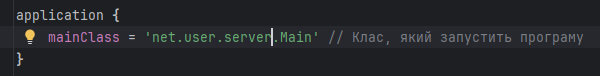 application {
    mainClass = 'net.user.server.Main' // Клас, який запустить програму
}